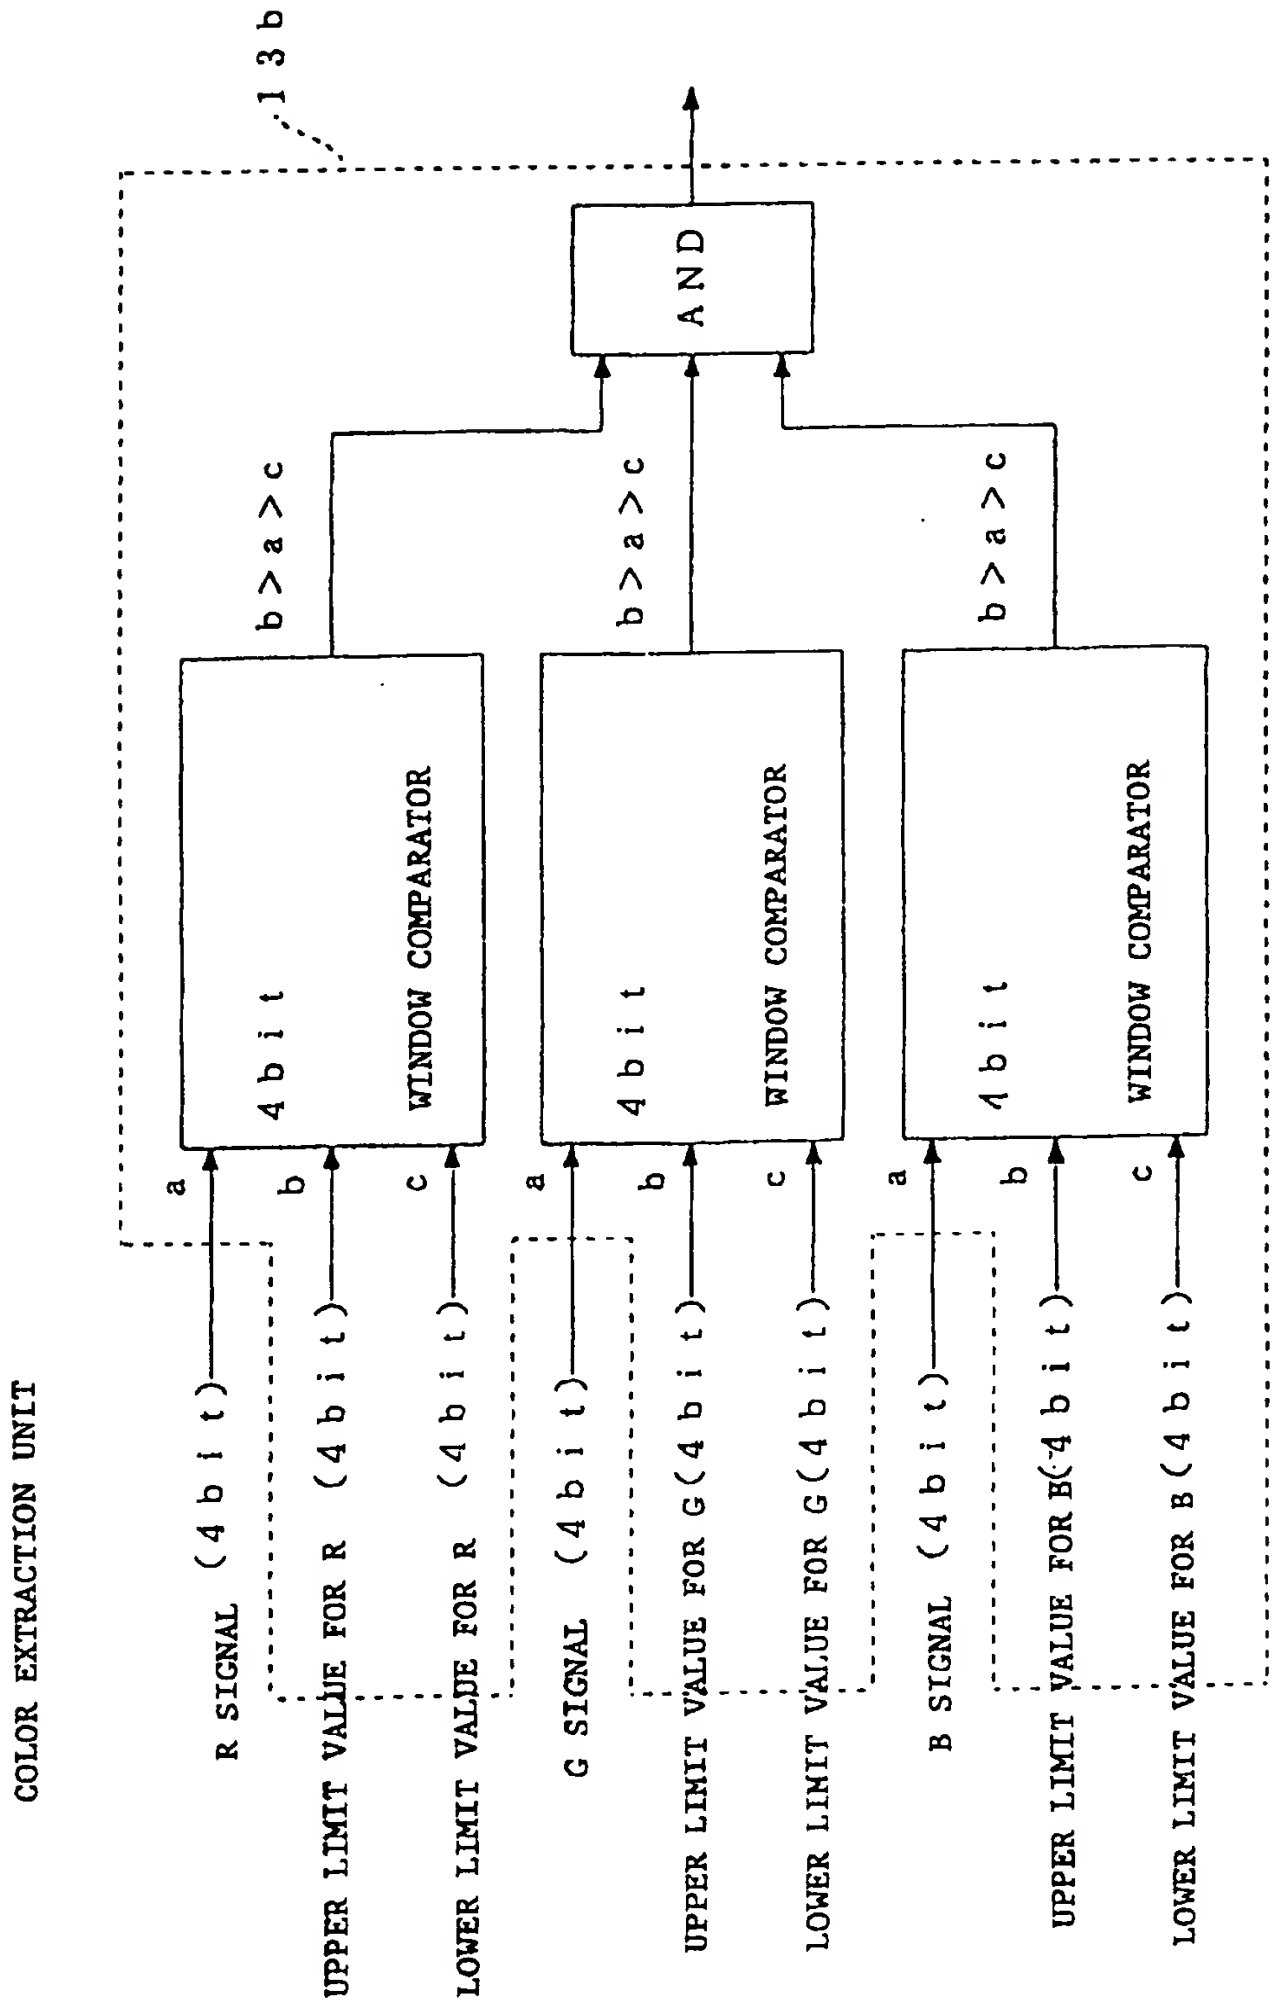 COLOR EXTRACTION UNIT
13b
R SIGNAL (4bit)
a
UPPER LIMIT VALUE FOR R (4bit)
b
LOWER LIMIT VALUE FOR R (4bit)
c
4bit
WINDOW COMPARATOR
b>a>c
G SIGNAL (4bit)
a
UPPER LIMIT VALUE FOR G(4bit)
b
LOWER LIMIT VALUE FOR G(4bit)
c
4bit
WINDOW COMPARATOR
b>a>c
AND
B SIGNAL (4bit)
a
UPPER LIMIT VALUE FOR B(4bit)
b
LOWER LIMIT VALUE FOR B(4bit)
c
4bit
WINDOW COMPARATOR
b>a>c